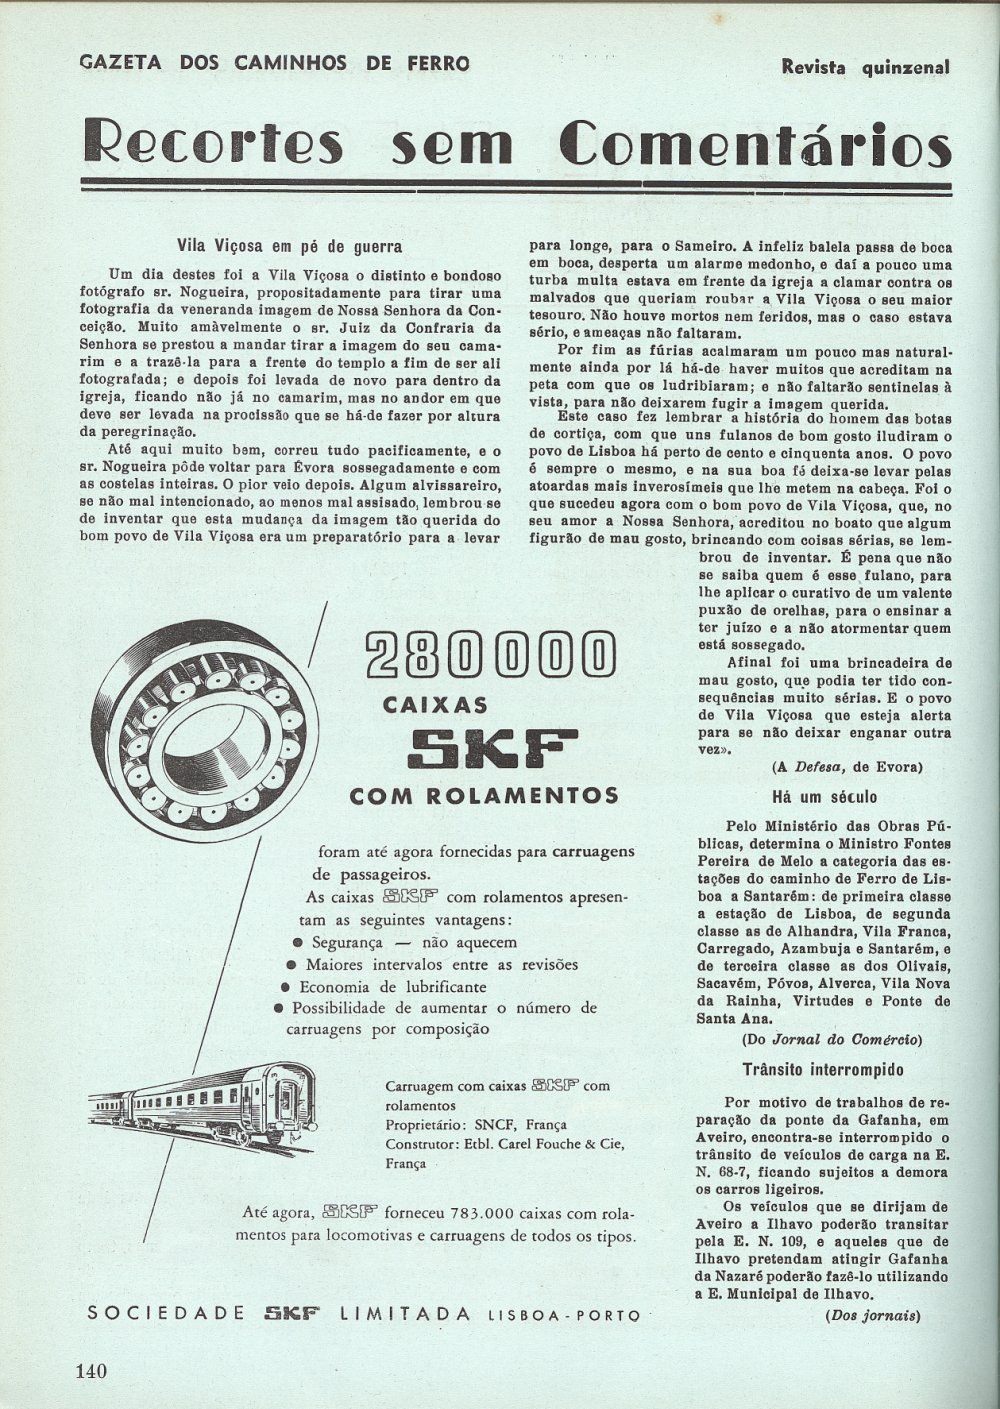 GAZETA DOS CAMINHOS DE FERRO
Revista quinzenal
Recortes sem Comentários
Vila Viçosa em pé de guerra
Um dia destes foi a Vila Viçosa o distinto e bondoso
fotógrafo sr. Nogueira, propositadamente para tirar uma
fotografia da veneranda imagem de Nossa Senhora da Con-
ceição. Muito amàvelmente o sr. Juiz da Confraria da
Senhora se prestou a mandar tirar a imagem do seu cama-
rim e a trazê-la para a frente do templo a fim de ser ali
fotografada; e depois foi levada de novo para dentro da
igreja, ficando não já no camarim, mas no andor em que
deve ser levada na procissão que se há-de fazer por altura
da peregrinação.
Até aqui muito bem, correu tudo pacificamente, e o
sr. Nogueira pôde voltar para Évora sossegadamente e com
as costelas inteiras. O pior veio depois. Algum alvissareiro,
se não mal intencionado, ao menos mal assisado, lembrou-se
de inventar que esta mudança da imagem tão querida do
bom povo de Vila Viçosa era um preparatório para a levar
para longe, para o Sameiro. A infeliz balela passa de boca
em boca, desperta um alarme medonho, e daí a pouco uma
turba multa estava em frente da igreja a clamar contra os
malvados que queriam roubar a Vila Viçosa o seu maior
tesouro. Não houve mortos nem feridos, mas o caso estava
sério, e ameaças não faltaram.
Por fim as fúrias acalmaram um pouco mas natural-
mente ainda por lá há-de haver muitos que acreditam na
peta com que os ludribiaram; e não faltarão sentinelas à
vista, para não deixarem fugir a imagem querida.
Este caso fez lembrar a história do homem das botas
de cortiça, com que uns fulanos de bom gosto iludiram o
povo de Lisboa há perto de cento e cinquenta anos. O povo
é sempre o mesmo, e na sua boa fé deixa-se levar pelas
atoardas mais inverosímeis que lhe metem na cabeça. Foi o
que sucedeu agora com o bom povo de Vila Viçosa, que, no
seu amor a Nossa Senhora, acreditou no boato que algum
figurão de mau gosto, brincando com coisas sérias, se lem-
brou de inventar. É pena que não
se saiba quem é esse fulano, para
lhe aplicar o curativo de um valente
puxão de orelhas, para o ensinar a
ter juízo e a não atormentar quem
está sossegado.
Afinal foi uma brincadeira de
mau gosto, que podia ter tido con-
sequências muito sérias. E o povo
de Vila Viçosa que esteja alerta
para se não deixar enganar outra
vez».
(A Defesa, de Evora)
Há um século
Pelo Ministério das Obras Pú-
blicas, determina o Ministro Fontes
Pereira de Melo a categoria das es-
tações do caminho de Ferro de Lis-
boa a Santarém: de primeira classe
a estação de Lisboa, de segunda
classe as de Alhandra, Vila Franca,
Carregado, Azambuja e Santarém, e
de terceira classe as dos Olivais,
Sacavém, Póvoa, Alverca, Vila Nova
da Rainha, Virtudes e Ponte de
Santa Ana.
(Do Jornal do Comércio)
Trânsito interrompido
Por motivo de trabalhos de re-
paração da ponte da Gafanha, em
Aveiro, encontra-se interrompido o
trânsito de veículos de carga na E.
N. 68-7, ficando sujeitos a demora
os carros ligeiros.
Os veículos que se dirijam de
Aveiro a Ilhavo poderão transitar
pela E. N. 109, e aqueles que de
Ilhavo pretendam atingir Gafanha
da Nazaré poderão fazê-lo utilizando
a E. Municipal de Ilhavo.
(Dos jornais)
280000
CAIXAS
SKF
COM ROLAMENTOS
foram até agora fornecidas para carruagens
de passageiros.
As caixas SKF com rolamentos apresen-
tam as seguintes vantagens:
● Segurança — não aquecem
● Maiores intervalos entre as revisões
● Economia de lubrificante
● Possibilidade de aumentar o número de
carruagens por composição
Carruagem com caixas SKF com
rolamentos
Proprietário: SNCF, França
Construtor: Etbl. Carel Fouche & Cie,
França
Até agora, SKF forneceu 783.000 caixas com rola-
mentos para locomotivas e carruagens de todos os tipos.
SOCIEDADE SKF LIMITADA LISBOA-PORTO
140